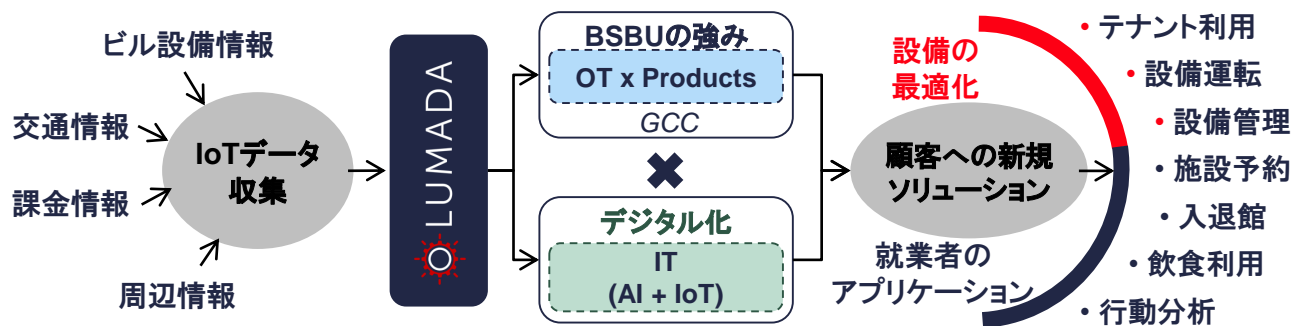 ビル設備情報
交通情報
課金情報
周辺情報
IoTデータ
収集
LUMADA
BSBUの強み
OT x Products
GCC
デジタル化
IT
(AI + IoT)
設備の
最適化
顧客への新規
ソリューション
就業者の
アプリケーション
・テナント利用
・設備運転
・設備管理
・施設予約
・入退館
・飲食利用
・行動分析